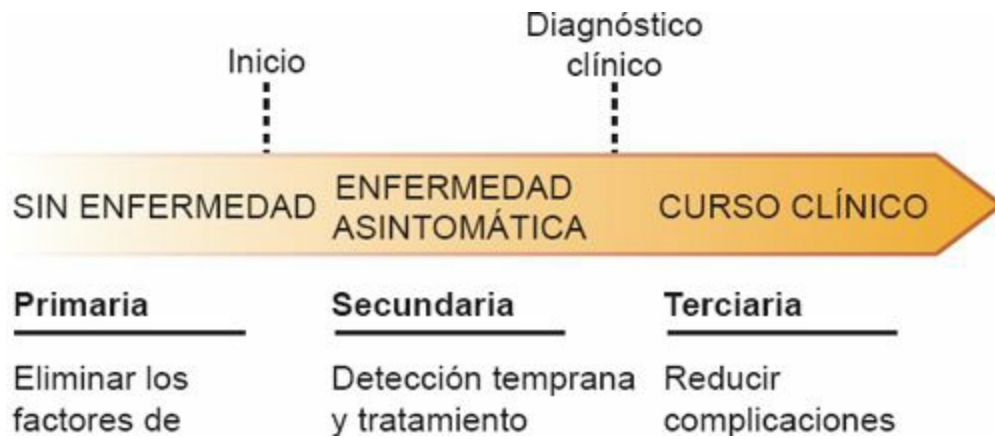 Inicio
Diagnóstico
clínico
SIN ENFERMEDAD
ENFERMEDAD
ASINTOMÁTICA
CURSO CLÍNICO
Primaria
Eliminar los
factores de
Secundaria
Detección temprana
y tratamiento
Terciaria
Reducir
complicaciones